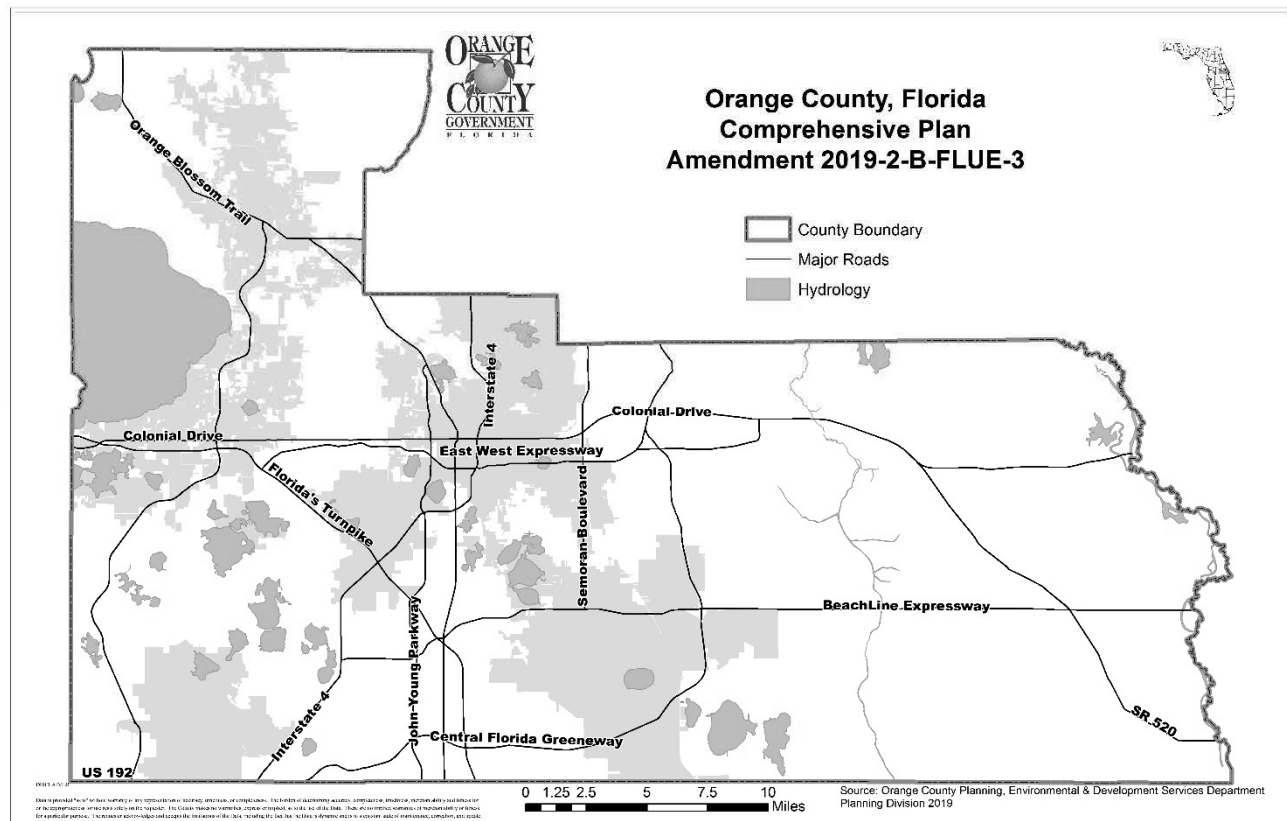 ORANGE
COUNTY
GOVERNMENT
FLORIDA
Orange County, Florida
Comprehensive Plan
Amendment 2019-2-B-FLUE-3
County Boundary
Major Roads
Hydrology
Orange Blossom Trail
Interstate 4
Colonial Drive
Colonial Drive
East West Expressway
Florida's Turnpike
Semoran Boulevard
BeachLine Expressway
John Young Parkway
Interstate 4
Central Florida Greeneway
SR 520
US 192
0 1.25 2.5 5 7.5 10
Miles
Source: Orange County Planning, Environmental & Development Services Department
Planning Division 2019